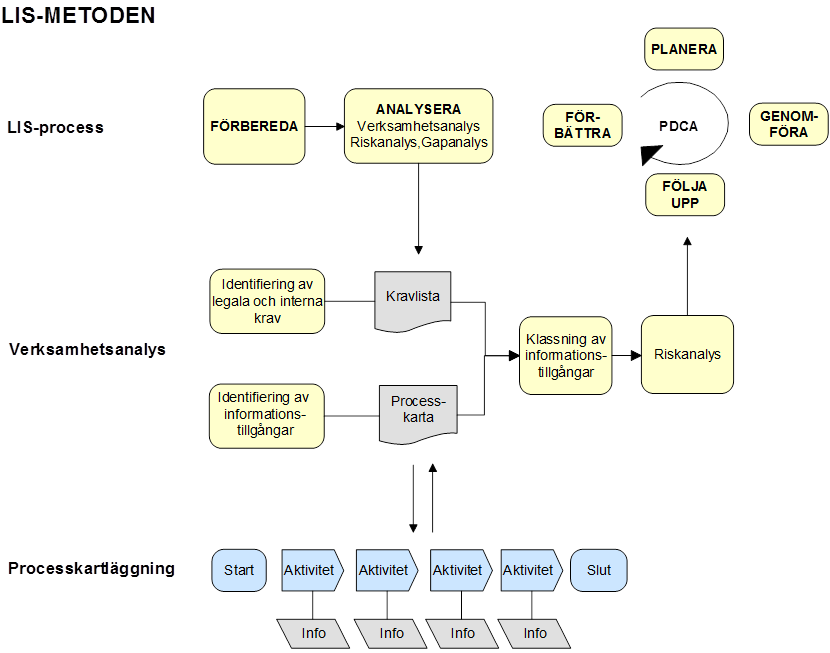 LIS-METODEN
PLANERA
LIS-process
FÖRBEREDA
ANALYSERA
Verksamhetsanalys
Riskanalys,Gapanalys
FÖR-
BÄTTRA
PDCA
GENOM-
FÖRA
FÖLJA
UPP
Identifiering av
legala och interna
krav
Kravlista
Verksamhetsanalys
Klassning av
informations-
tillgångar
Riskanalys
Identifiering av
informations-
tillgångar
Process-
karta
Processkartläggning
Start
Aktivitet
Aktivitet
Aktivitet
Aktivitet
Slut
Info
Info
Info
Info